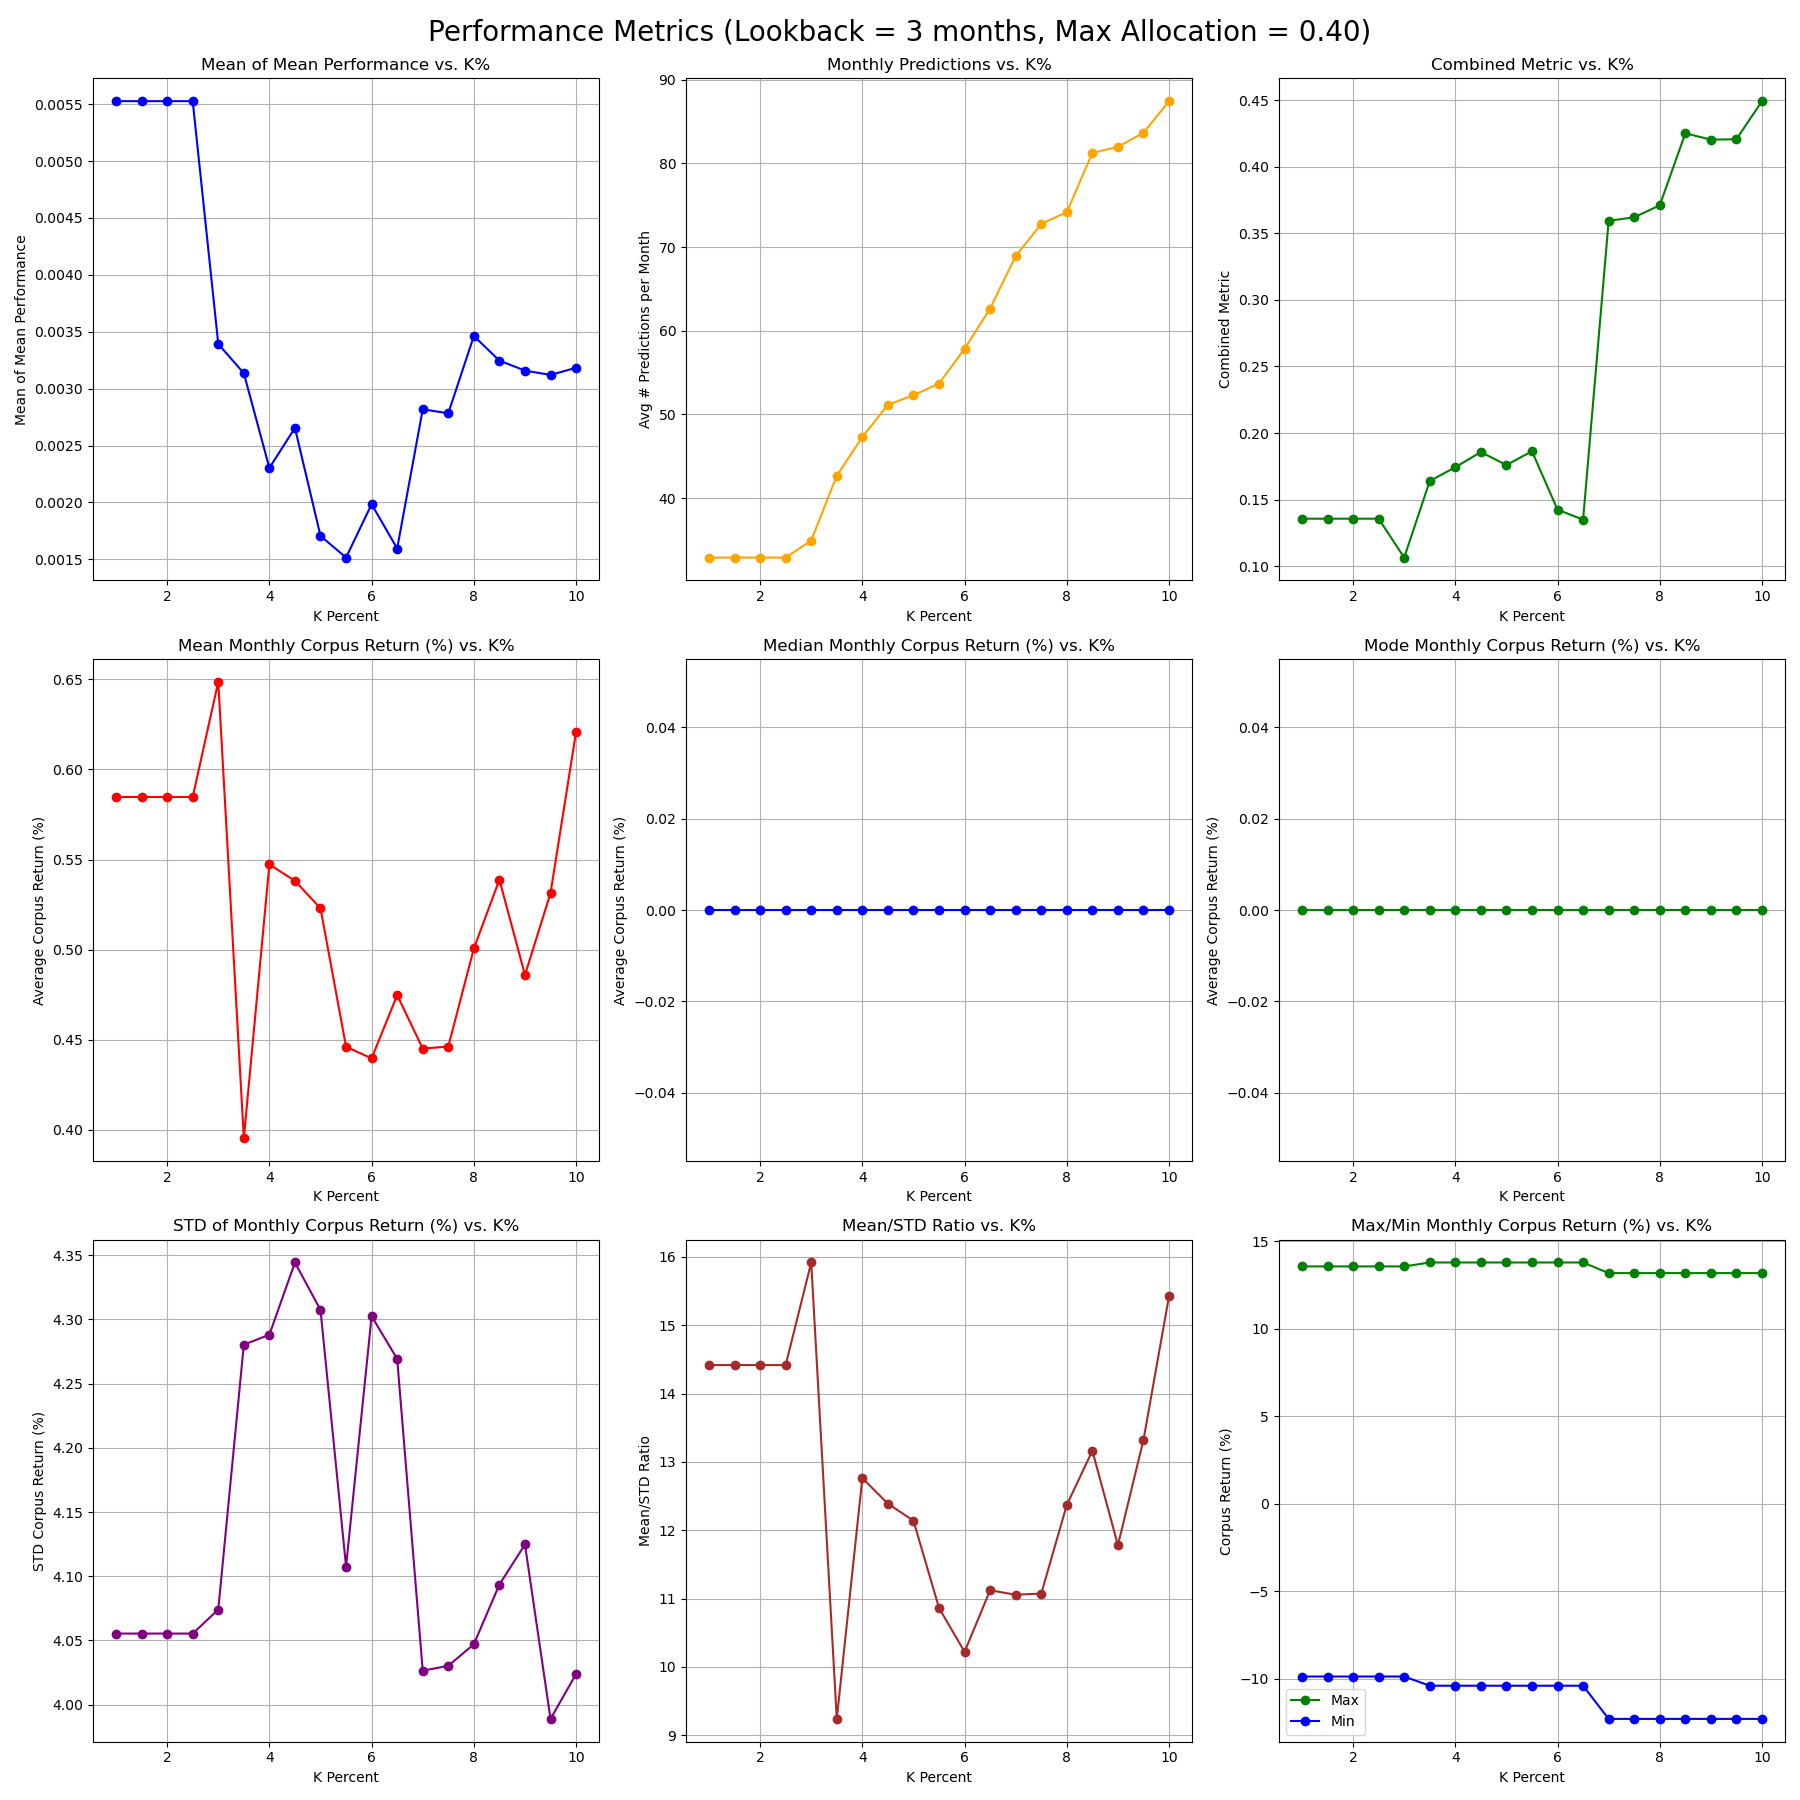 Performance Metrics (Lookback = 3 months, Max Allocation = 0.40)
Mean of Mean Performance vs. K%
Mean of Mean Performance
0.0055
0.0050
0.0045
0.0040
0.0035
0.0030
0.0025
0.0020
0.0015
2 4 6 8 10
K Percent
Monthly Predictions vs. K%
Avg # Predictions per Month
90
80
70
60
50
40
2 4 6 8 10
K Percent
Combined Metric vs. K%
Combined Metric
0.45
0.40
0.35
0.30
0.25
0.20
0.15
0.10
2 4 6 8 10
K Percent
Mean Monthly Corpus Return (%) vs. K%
Average Corpus Return (%)
0.65
0.60
0.55
0.50
0.45
0.40
2 4 6 8 10
K Percent
Median Monthly Corpus Return (%) vs. K%
Average Corpus Return (%)
0.04
0.02
0.00
−0.02
−0.04
2 4 6 8 10
K Percent
Mode Monthly Corpus Return (%) vs. K%
Average Corpus Return (%)
0.04
0.02
0.00
−0.02
−0.04
2 4 6 8 10
K Percent
STD of Monthly Corpus Return (%) vs. K%
STD Corpus Return (%)
4.35
4.30
4.25
4.20
4.15
4.10
4.05
4.00
2 4 6 8 10
K Percent
Mean/STD Ratio vs. K%
Mean/STD Ratio
16
15
14
13
12
11
10
9
2 4 6 8 10
K Percent
Max/Min Monthly Corpus Return (%) vs. K%
Corpus Return (%)
15
10
5
0
−5
−10
Max
Min
2 4 6 8 10
K Percent